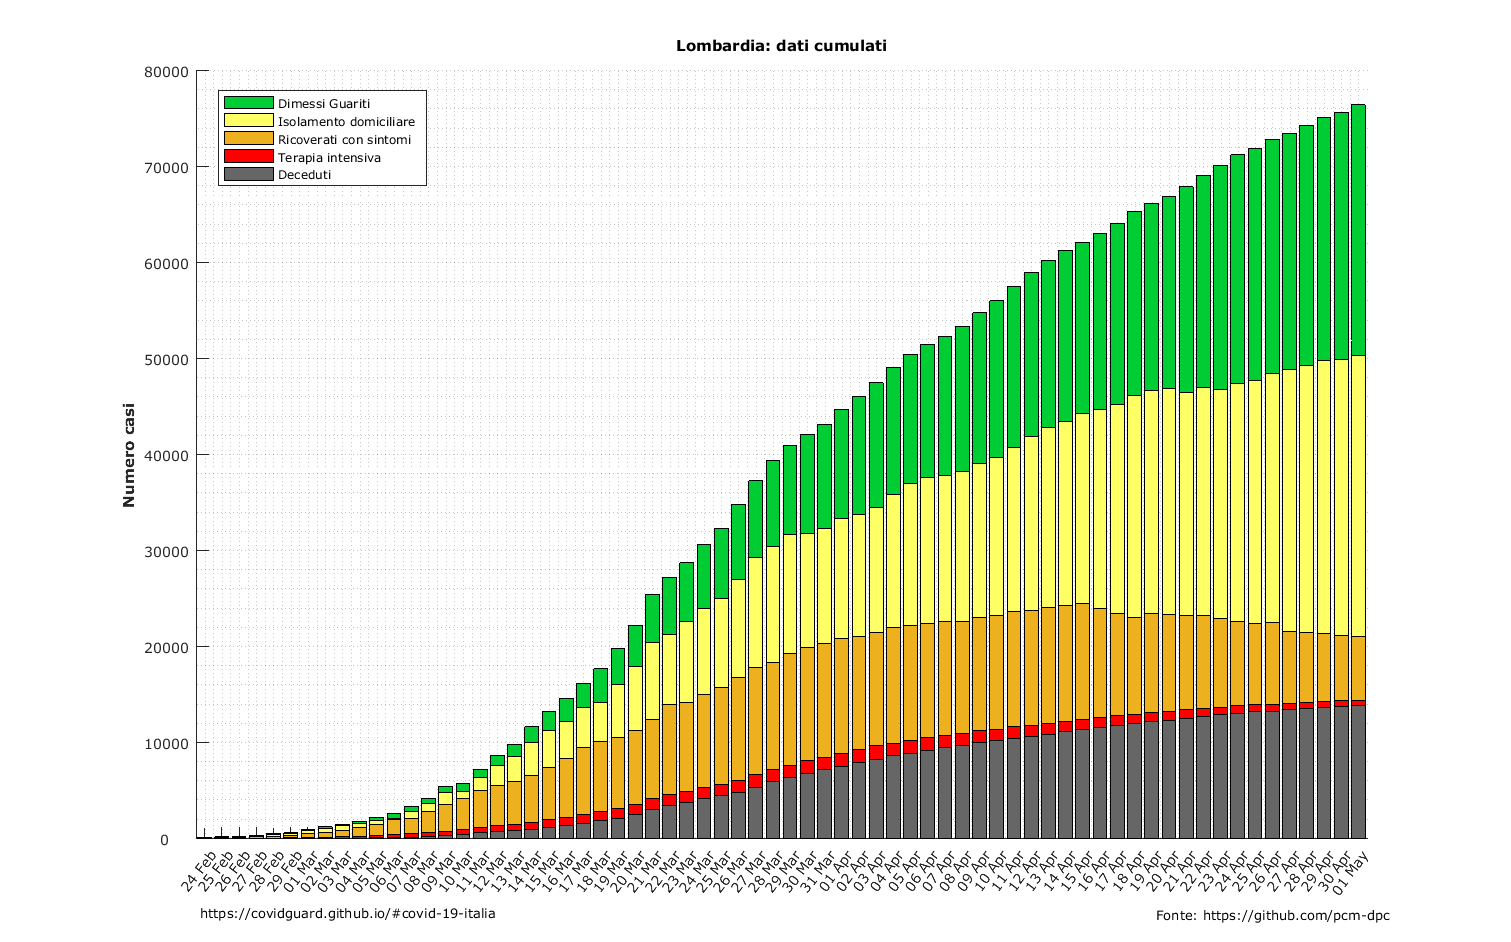 Lombardia: dati cumulati
80000
70000
60000
50000
40000
30000
20000
10000
0
Numero casi
Dimessi Guariti
Isolamento domiciliare
Ricoverati con sintomi
Terapia intensiva
Deceduti
24 Feb
25 Feb
26 Feb
27 Feb
28 Feb
29 Feb
01 Mar
02 Mar
03 Mar
04 Mar
05 Mar
06 Mar
07 Mar
08 Mar
09 Mar
10 Mar
11 Mar
12 Mar
13 Mar
14 Mar
15 Mar
16 Mar
17 Mar
18 Mar
19 Mar
20 Mar
21 Mar
22 Mar
23 Mar
24 Mar
25 Mar
26 Mar
27 Mar
28 Mar
29 Mar
30 Mar
31 Mar
01 Apr
02 Apr
03 Apr
04 Apr
05 Apr
06 Apr
07 Apr
08 Apr
09 Apr
10 Apr
11 Apr
12 Apr
13 Apr
14 Apr
15 Apr
16 Apr
17 Apr
18 Apr
19 Apr
20 Apr
21 Apr
22 Apr
23 Apr
24 Apr
25 Apr
26 Apr
27 Apr
28 Apr
29 Apr
30 Apr
01 May
https://covidguard.github.io/#covid-19-italia
Fonte: https://github.com/pcm-dpc